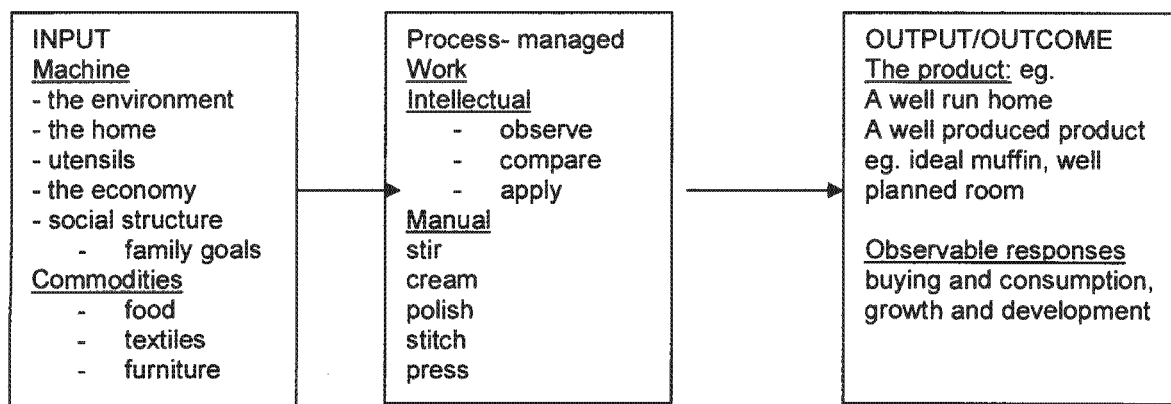 INPUT
Machine
- the environment
- the home
- utensils
- the economy
- social structure
- family goals
Commodities
- food
- textiles
- furniture
Process- managed
Work
Intellectual
- observe
- compare
- apply
Manual
stir
cream
polish
stitch
press
OUTPUT/OUTCOME
The product: eg.
A well run home
A well produced product
eg. ideal muffin, well
planned room
Observable responses
buying and consumption,
growth and development